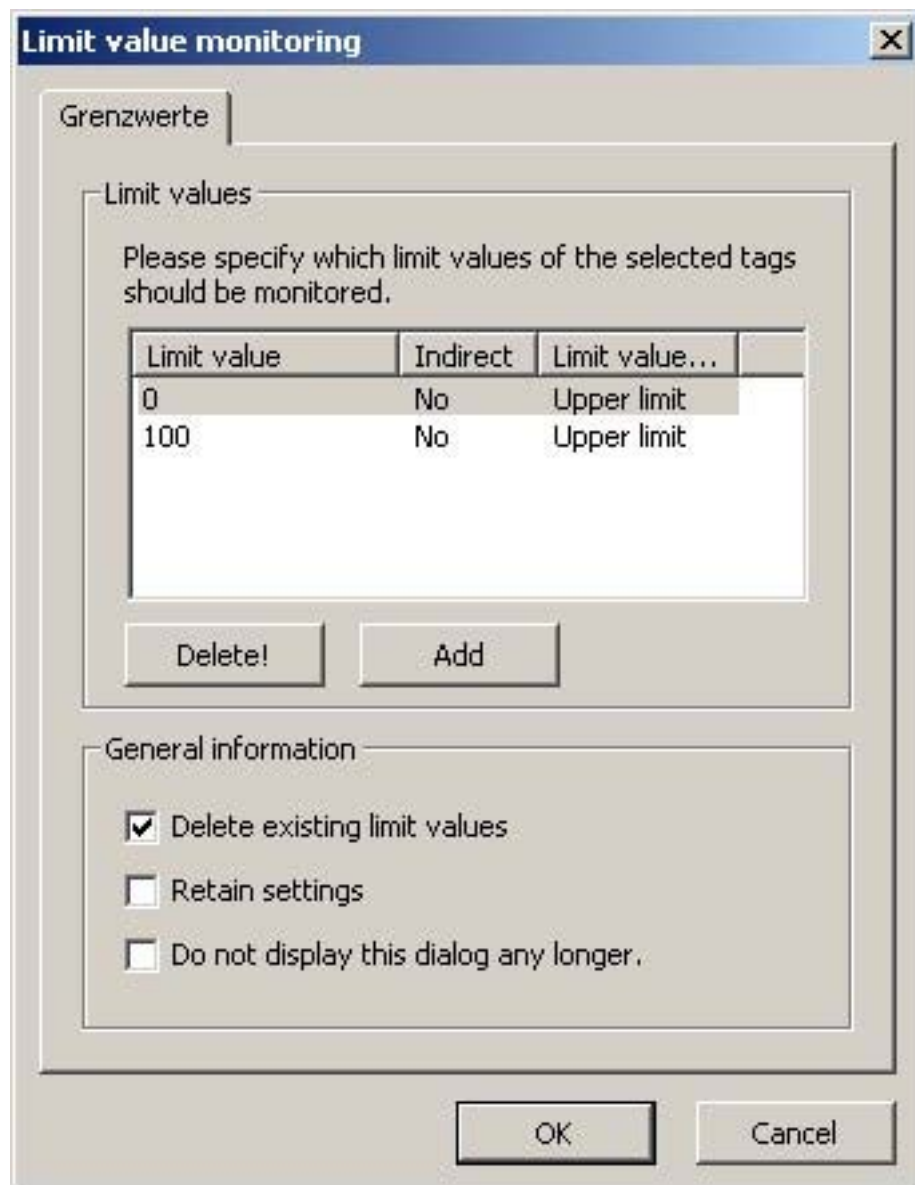 Limit value monitoring
Grenzwerte
Limit values
Please specify which limit values of the selected tags
should be monitored.
Limit value Indirect Limit value...
0 No Upper limit
100 No Upper limit
Delete! Add
General information
Delete existing limit values
Retain settings
Do not display this dialog any longer.
OK Cancel